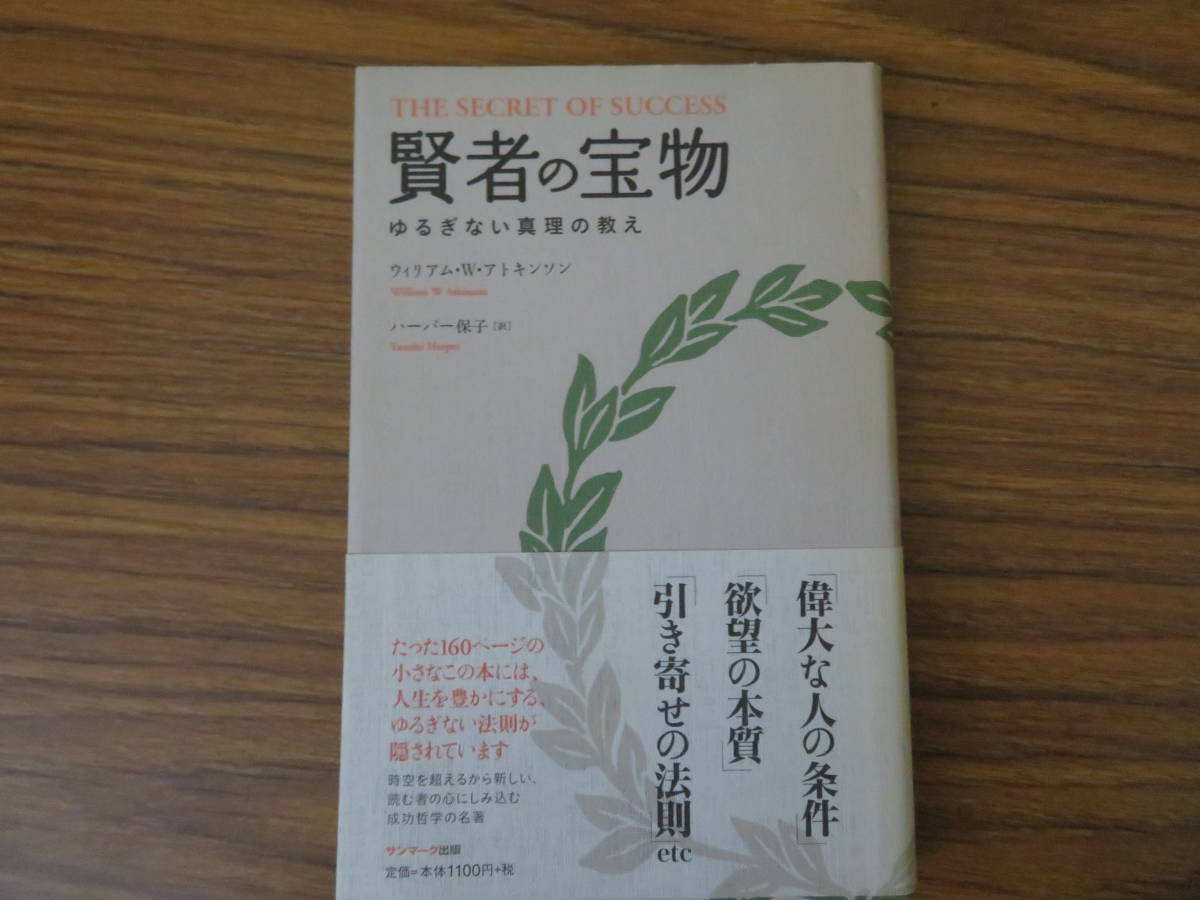 THE SECRET OF SUCCESS
賢者の宝物
ゆるぎない真理の教え
ウィリアム・W・アトキンソン
William W Atkinson
ハーパー保子[訳]
Yasuko Harper
「偉大な人の条件」
「欲望の本質」
「引き寄せの法則」etc
たった160ページの
小さなこの本には、
人生を豊かにする、
ゆるぎない法則が
隠されています
時空を超えるから新しい、
読む者の心にしみ込む
成功哲学の名著
サンマーク出版
定価=本体1100円+税